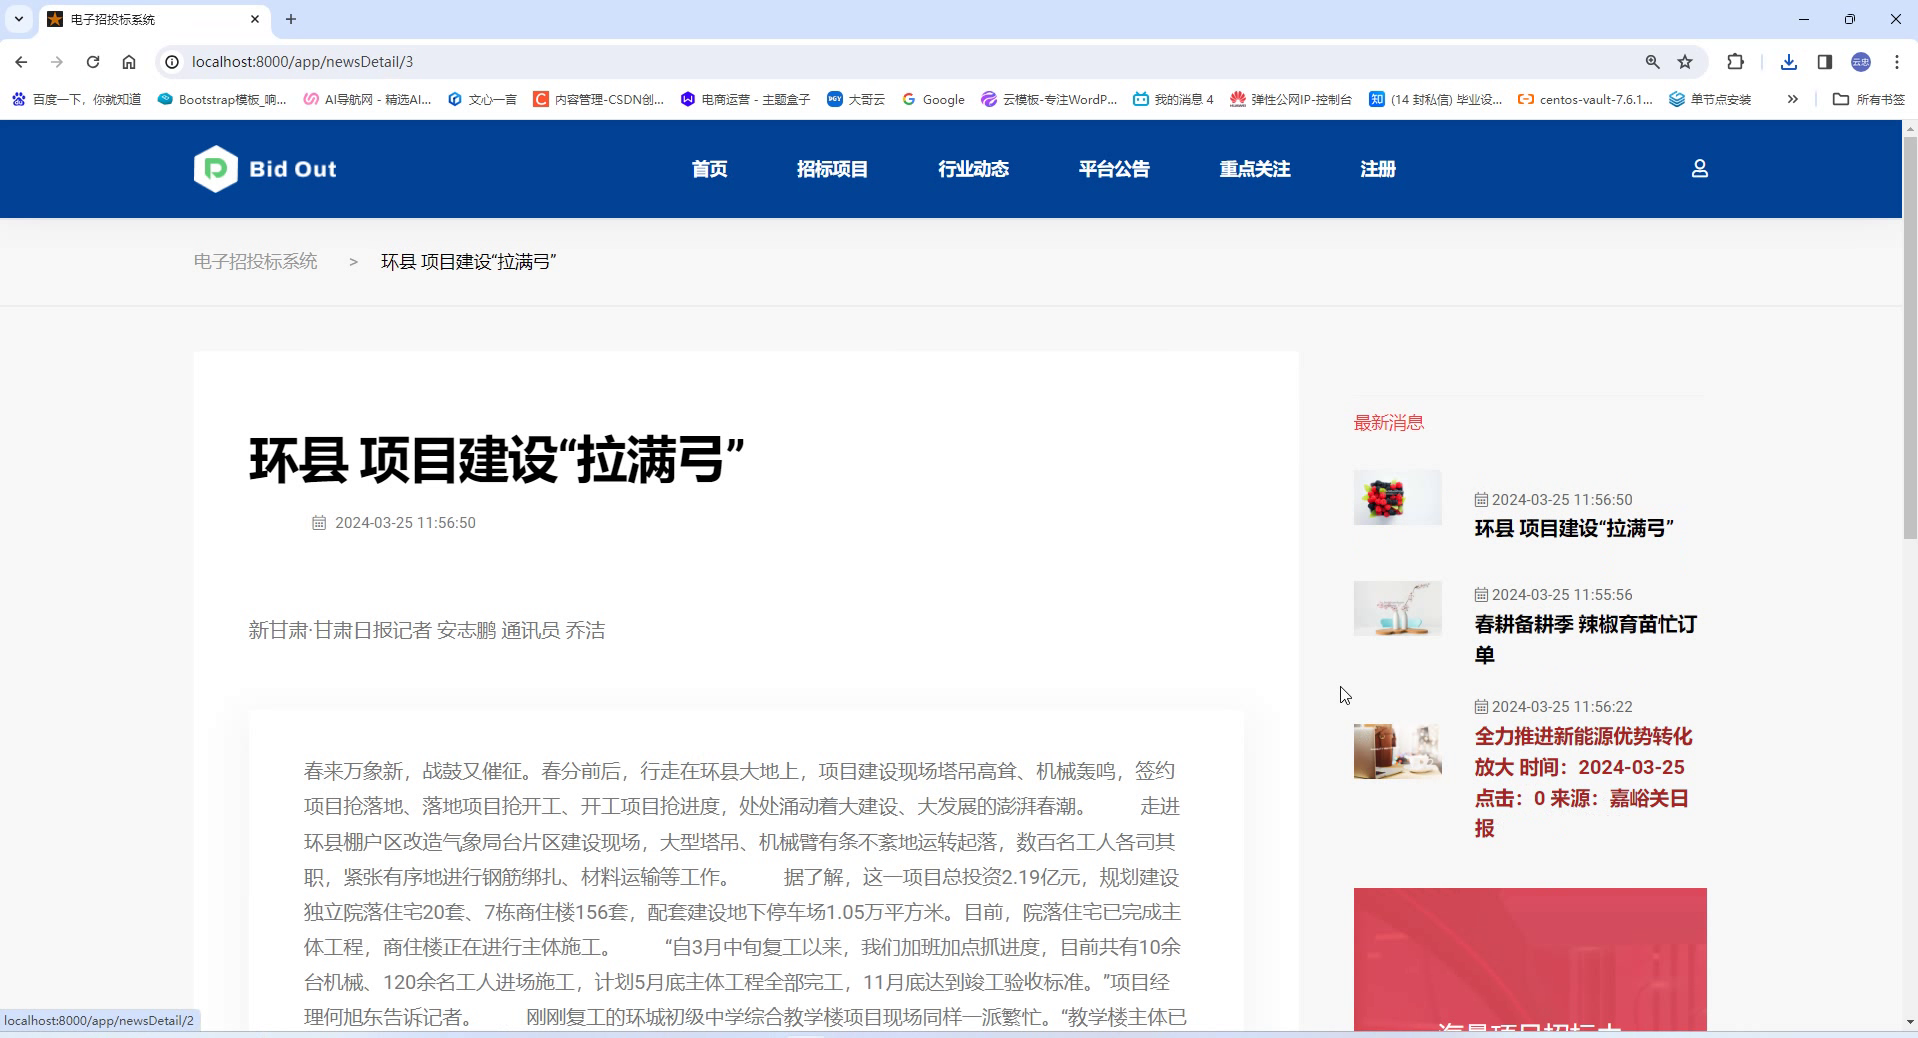 电子招投标系统
localhost:8000/app/newsDetail/3
百度一下，你就知道
Bootstrap模板_响...
AI导航网 - 精选AI...
文心一言
内容管理-CSDN创...
电商运营 - 主题盒子
大哥云
Google
云模板-专注WordP...
我的消息 4
弹性公网IP-控制台
(14 封私信) 毕业设...
centos-vault-7.6.1...
单节点安装
所有书签
Bid Out
首页
招标项目
行业动态
平台公告
重点关注
注册
电子招投标系统 > 环县 项目建设“拉满弓”
环县 项目建设“拉满弓”
2024-03-25 11:56:50
新甘肃·甘肃日报记者 安志鹏 通讯员 乔洁
春来万象新，战鼓又催征。春分前后，行走在环县大地上，项目建设现场塔吊高耸、机械轰鸣，签约
项目抢落地、落地项目抢开工、开工项目抢进度，处处涌动着大建设、大发展的澎湃春潮。 走进
环县棚户区改造气象局台片区建设现场，大型塔吊、机械臂有条不紊地运转起落，数百名工人各司其
职，紧张有序地进行钢筋绑扎、材料运输等工作。 据了解，这一项目总投资2.19亿元，规划建设
独立院落住宅20套、7栋商住楼156套，配套建设地下停车场1.05万平方米。目前，院落住宅已完成主
体工程，商住楼正在进行主体施工。 “自3月中旬复工以来，我们加班加点抓进度，目前共有10余
台机械、120余名工人进场施工，计划5月底主体工程全部完工，11月底达到竣工验收标准。”项目经
理何旭东告诉记者。 刚刚复工的环城初级中学综合教学楼项目现场同样一派繁忙。“教学楼主体已
最新消息
2024-03-25 11:56:50
环县 项目建设“拉满弓”
2024-03-25 11:55:56
春耕备耕季 辣椒育苗忙订
单
2024-03-25 11:56:22
全力推进新能源优势转化
放大 时间：2024-03-25
点击：0 来源：嘉峪关日
报
localhost:8000/app/newsDetail/2